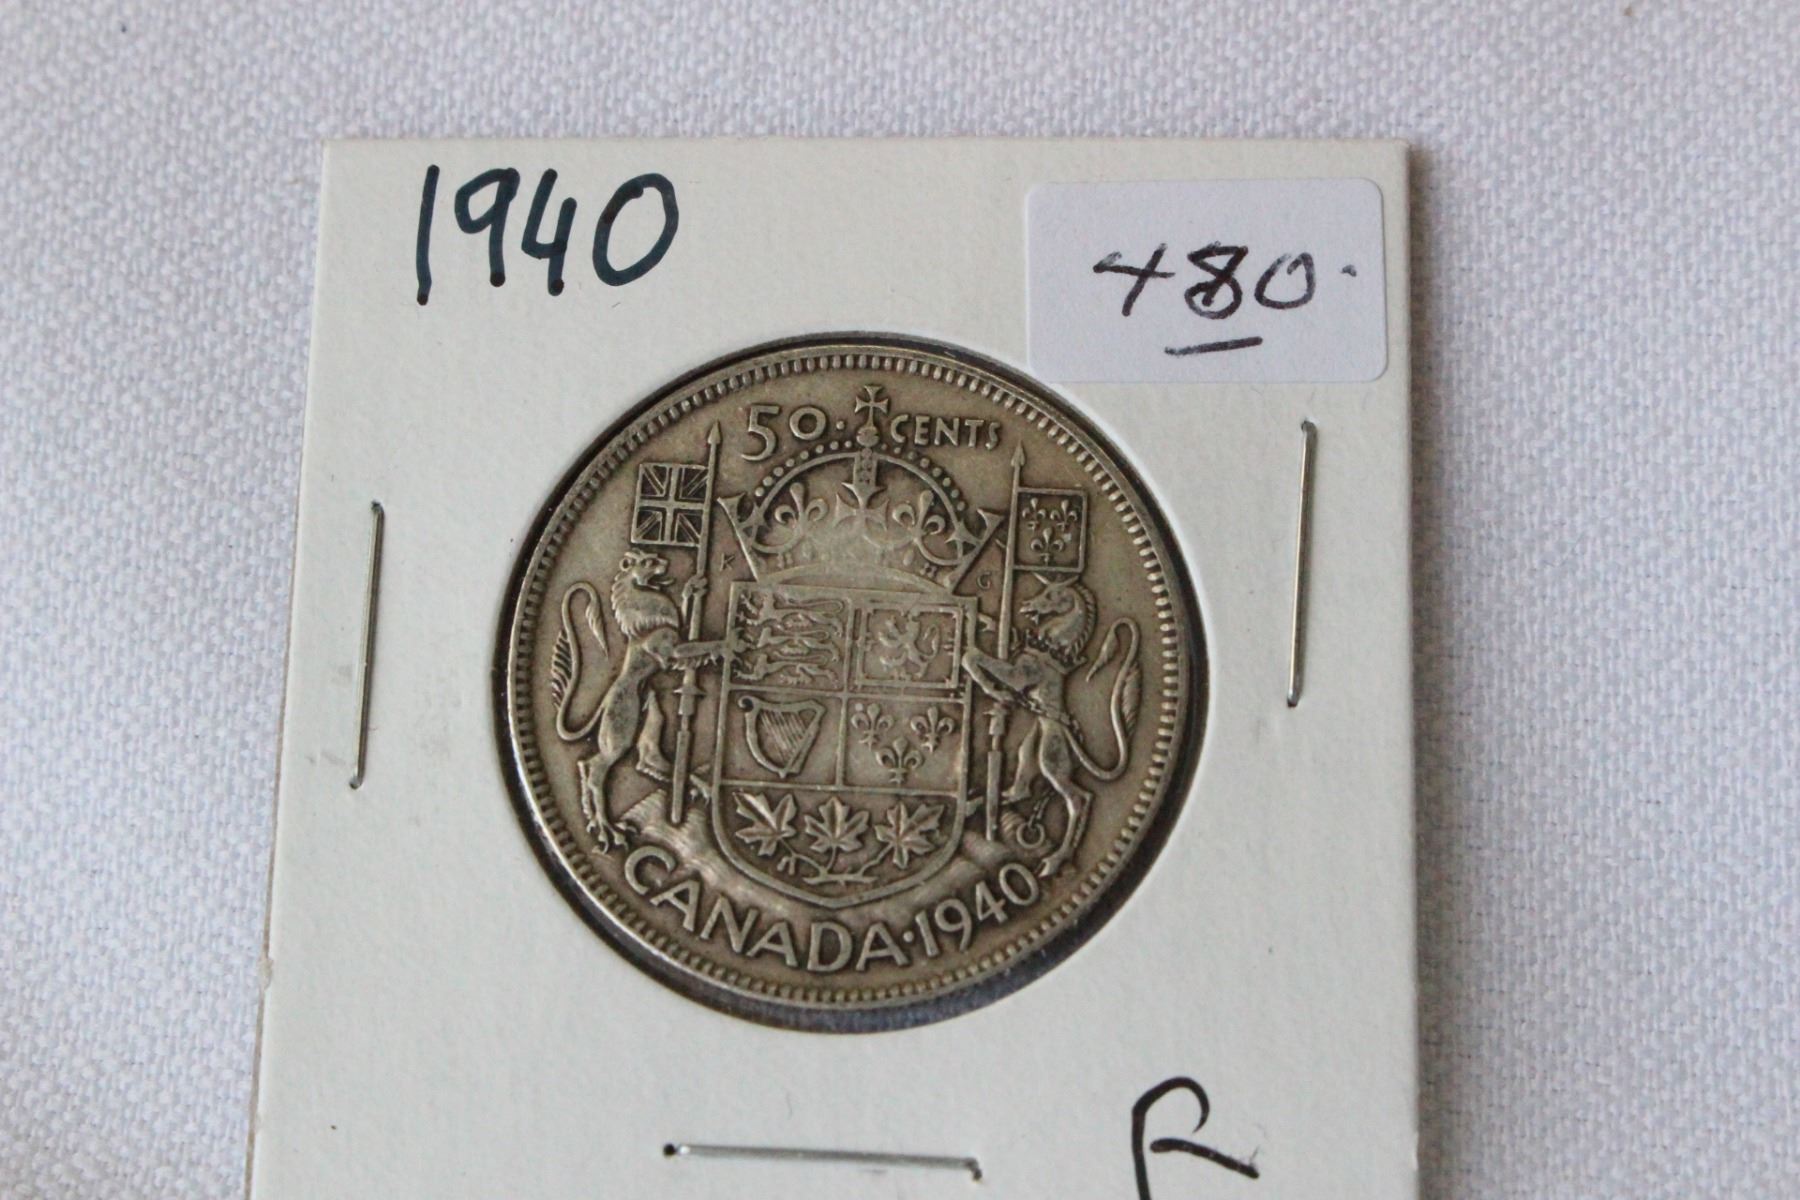 1940
480.
50. CENTS
K H G
CANADA·1940